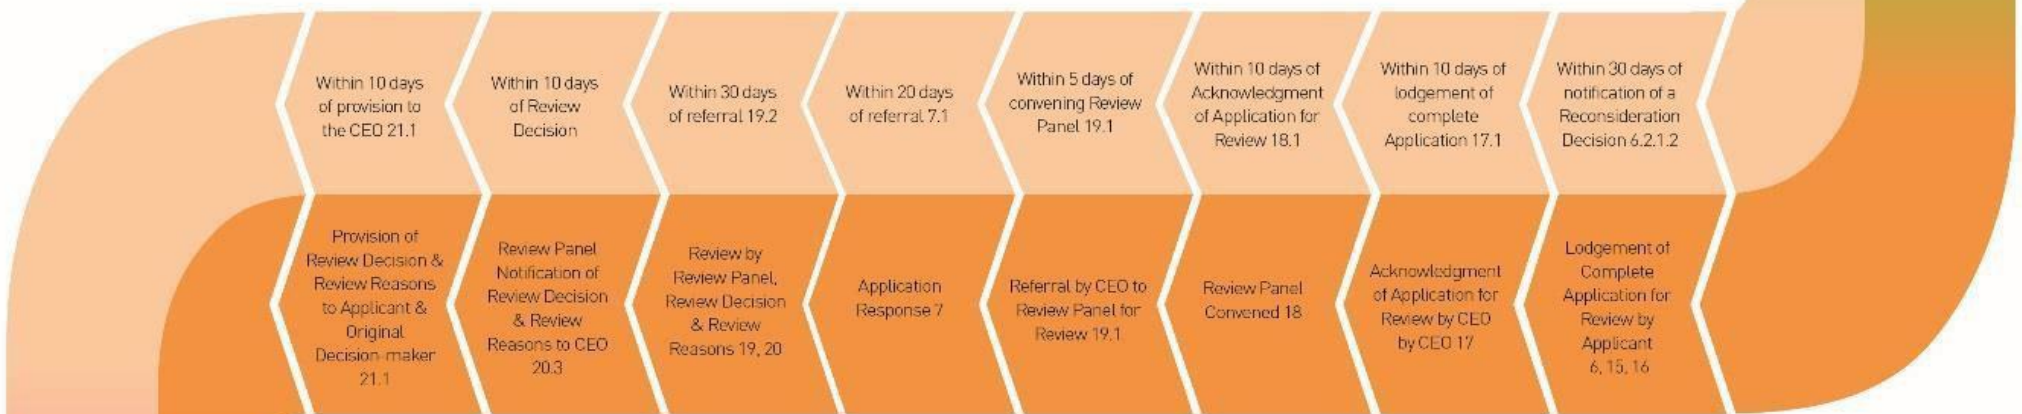 Within 10 days
of provision to
the CEO 21.1
Within 10 days
of Review
Decision
Within 30 days
of referral 19.2
Within 20 days
of referral 7.1
Within 5 days of
convening Review
Panel 19.1
Within 10 days of
Acknowledgment
of Application for
Review 18.1
Within 10 days of
lodgement of
complete
Application 17.1
Within 30 days of
notification of a
Reconsideration
Decision 6.2.1.2
Provision of
Review Decision &
Review Reasons
to Applicant &
Original
Decision-maker
21.1
Review Panel
Notification of
Review Decision
& Review
Reasons to CEO
20.3
Review by
Review Panel,
Review Decision
& Review
Reasons 19, 20
Application
Response 7
Referral by CEO to
Review Panel for
Review 19.1
Review Panel
Convened 18
Acknowledgment
of Application for
Review by CEO
by CEO 17
Lodgement of
Complete
Application for
Review by
Applicant
6, 15, 16